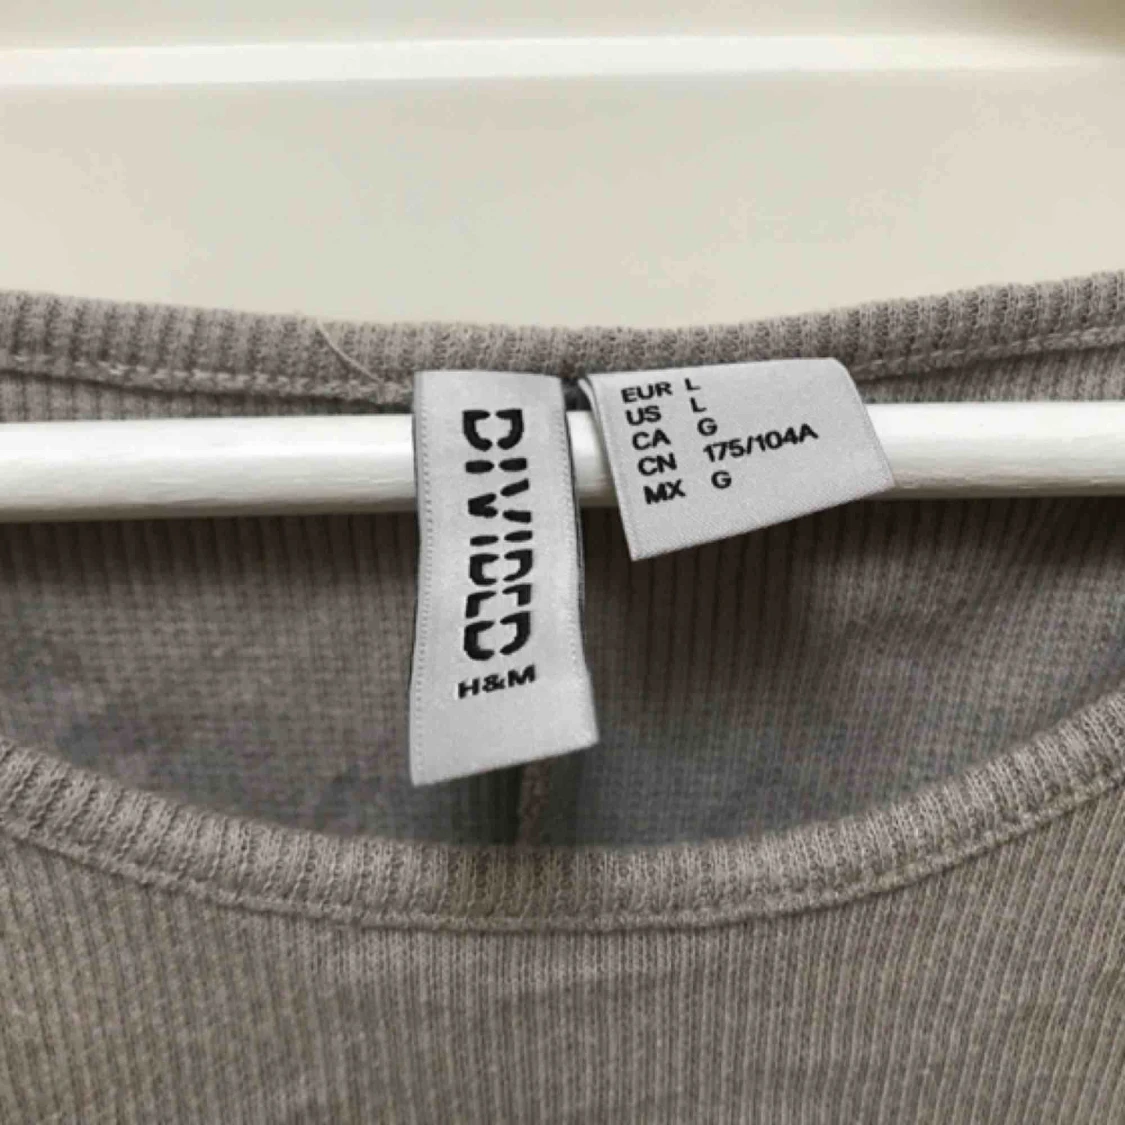 DIVIDED
H&M
EUR L
US L
CA G
CN 175/104A
MX G